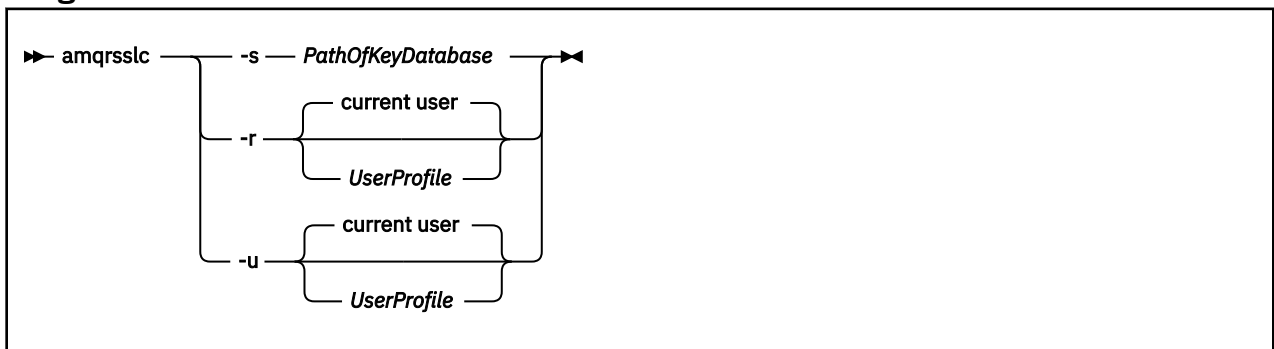 amqrsslc -s PathOfKeyDatabase
current user
-r
UserProfile
current user
-u
UserProfile